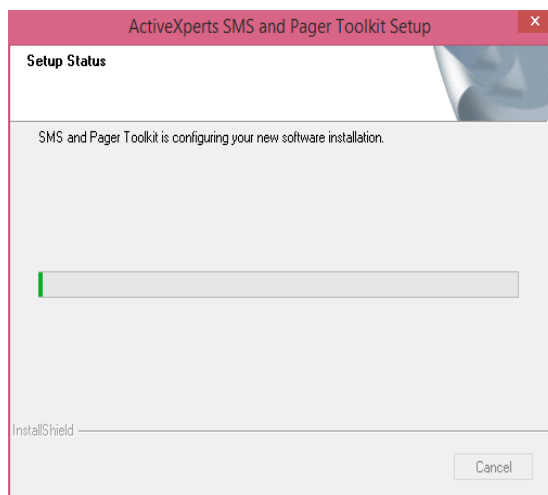 ActiveXperts SMS and Pager Toolkit Setup
x
Setup Status
SMS and Pager Toolkit is configuring your new software installation.
InstallShield
Cancel